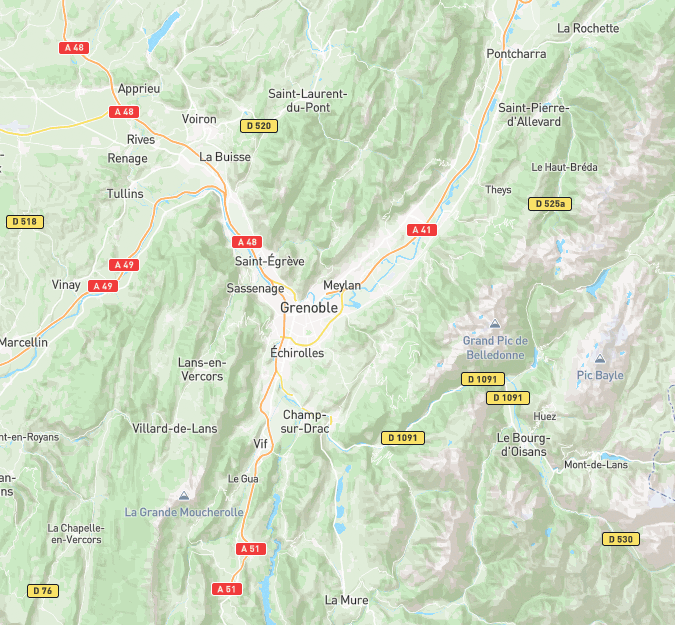 La Rochette
A 48
Pontcharra
Apprieu
Saint-Laurent-
du-Pont
A 48
Saint-Pierre-
d'Allevard
Voiron
D 520
Rives
Renage
La Buisse
Le Haut-Bréda
Theys
Tullins
D 525a
D 518
A 41
A 48
Saint-Égrève
A 49
Vinay
A 49
Sassenage
Meylan
Grenoble
Marcellin
Grand Pic de
Belledonne
Échirolles
Lans-en-
Vercors
Pic Bayle
D 1091
D 1091
Champ-
sur-Drac
Huez
Villard-de-Lans
nt-en-Royans
Vif
D 1091
Le Bourg-
d'Oisans
Mont-de-Lans
an-
ns
Le Gua
La Grande Moucherolle
La Chapelle-
en-Vercors
D 530
A 51
D 76
A 51
La Mure